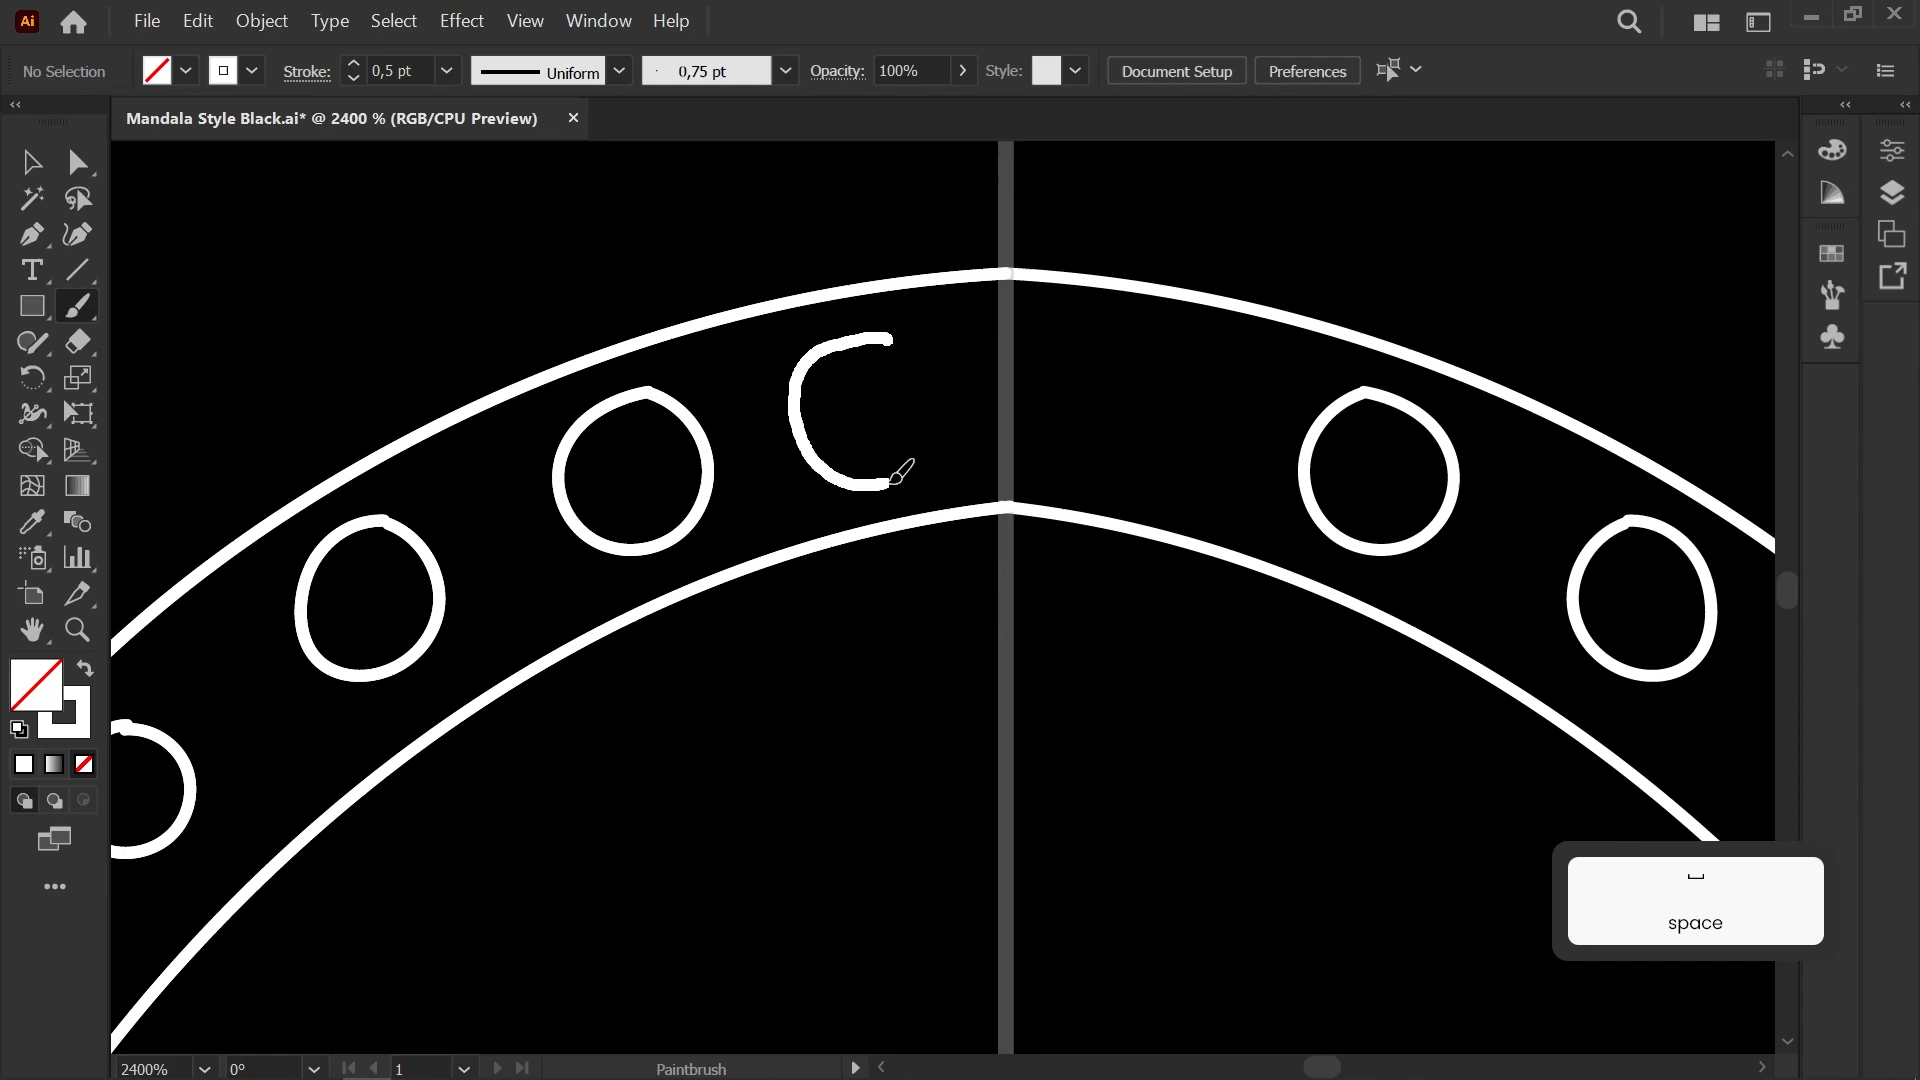 Ai File Edit Object Type Select Effect View Window Help
No Selection Stroke: 0,5 pt Uniform 0,75 pt Opacity: 100% Style: Document Setup Preferences
Mandala Style Black.ai* @ 2400 % (RGB/CPU Preview)
space
2400% 0° 1 Paintbrush